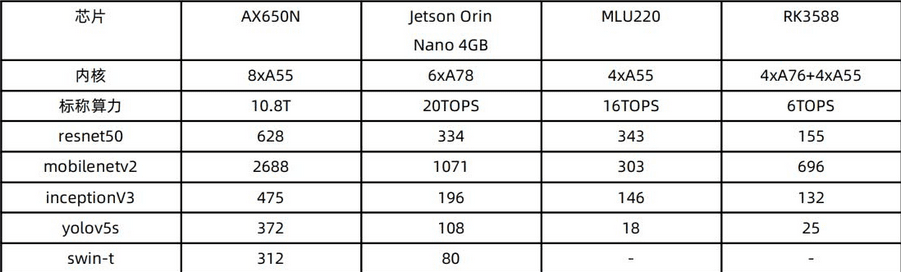 芯片 AX650N Jetson Orin MLU220 RK3588
Nano 4GB
内核 8xA55 6xA78 4xA55 4xA76+4xA55
标称算力 10.8T 20TOPS 16TOPS 6TOPS
resnet50 628 334 343 155
mobilenetv2 2688 1071 303 696
inceptionV3 475 196 146 132
yolov5s 372 108 18 25
swin-t 312 80 - -